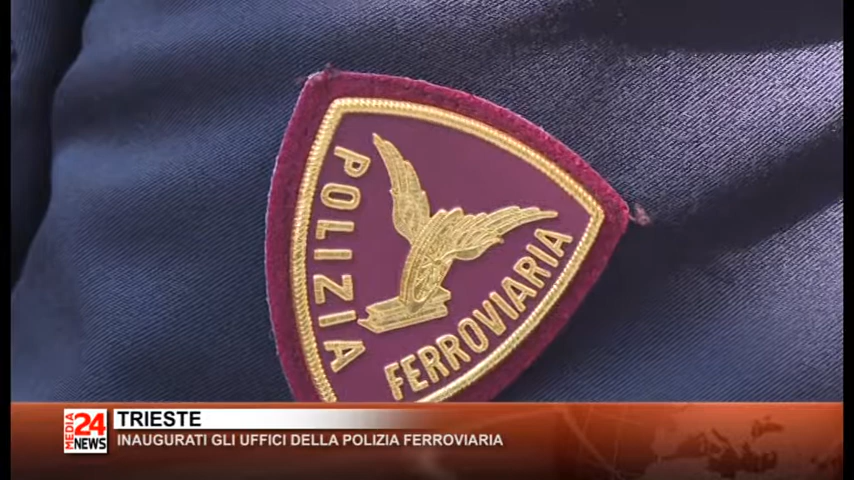 POLIZIA
FERROVIARIA
MEDIA
24
NEWS
TRIESTE
INAUGURATI GLI UFFICI DELLA POLIZIA FERROVIARIA